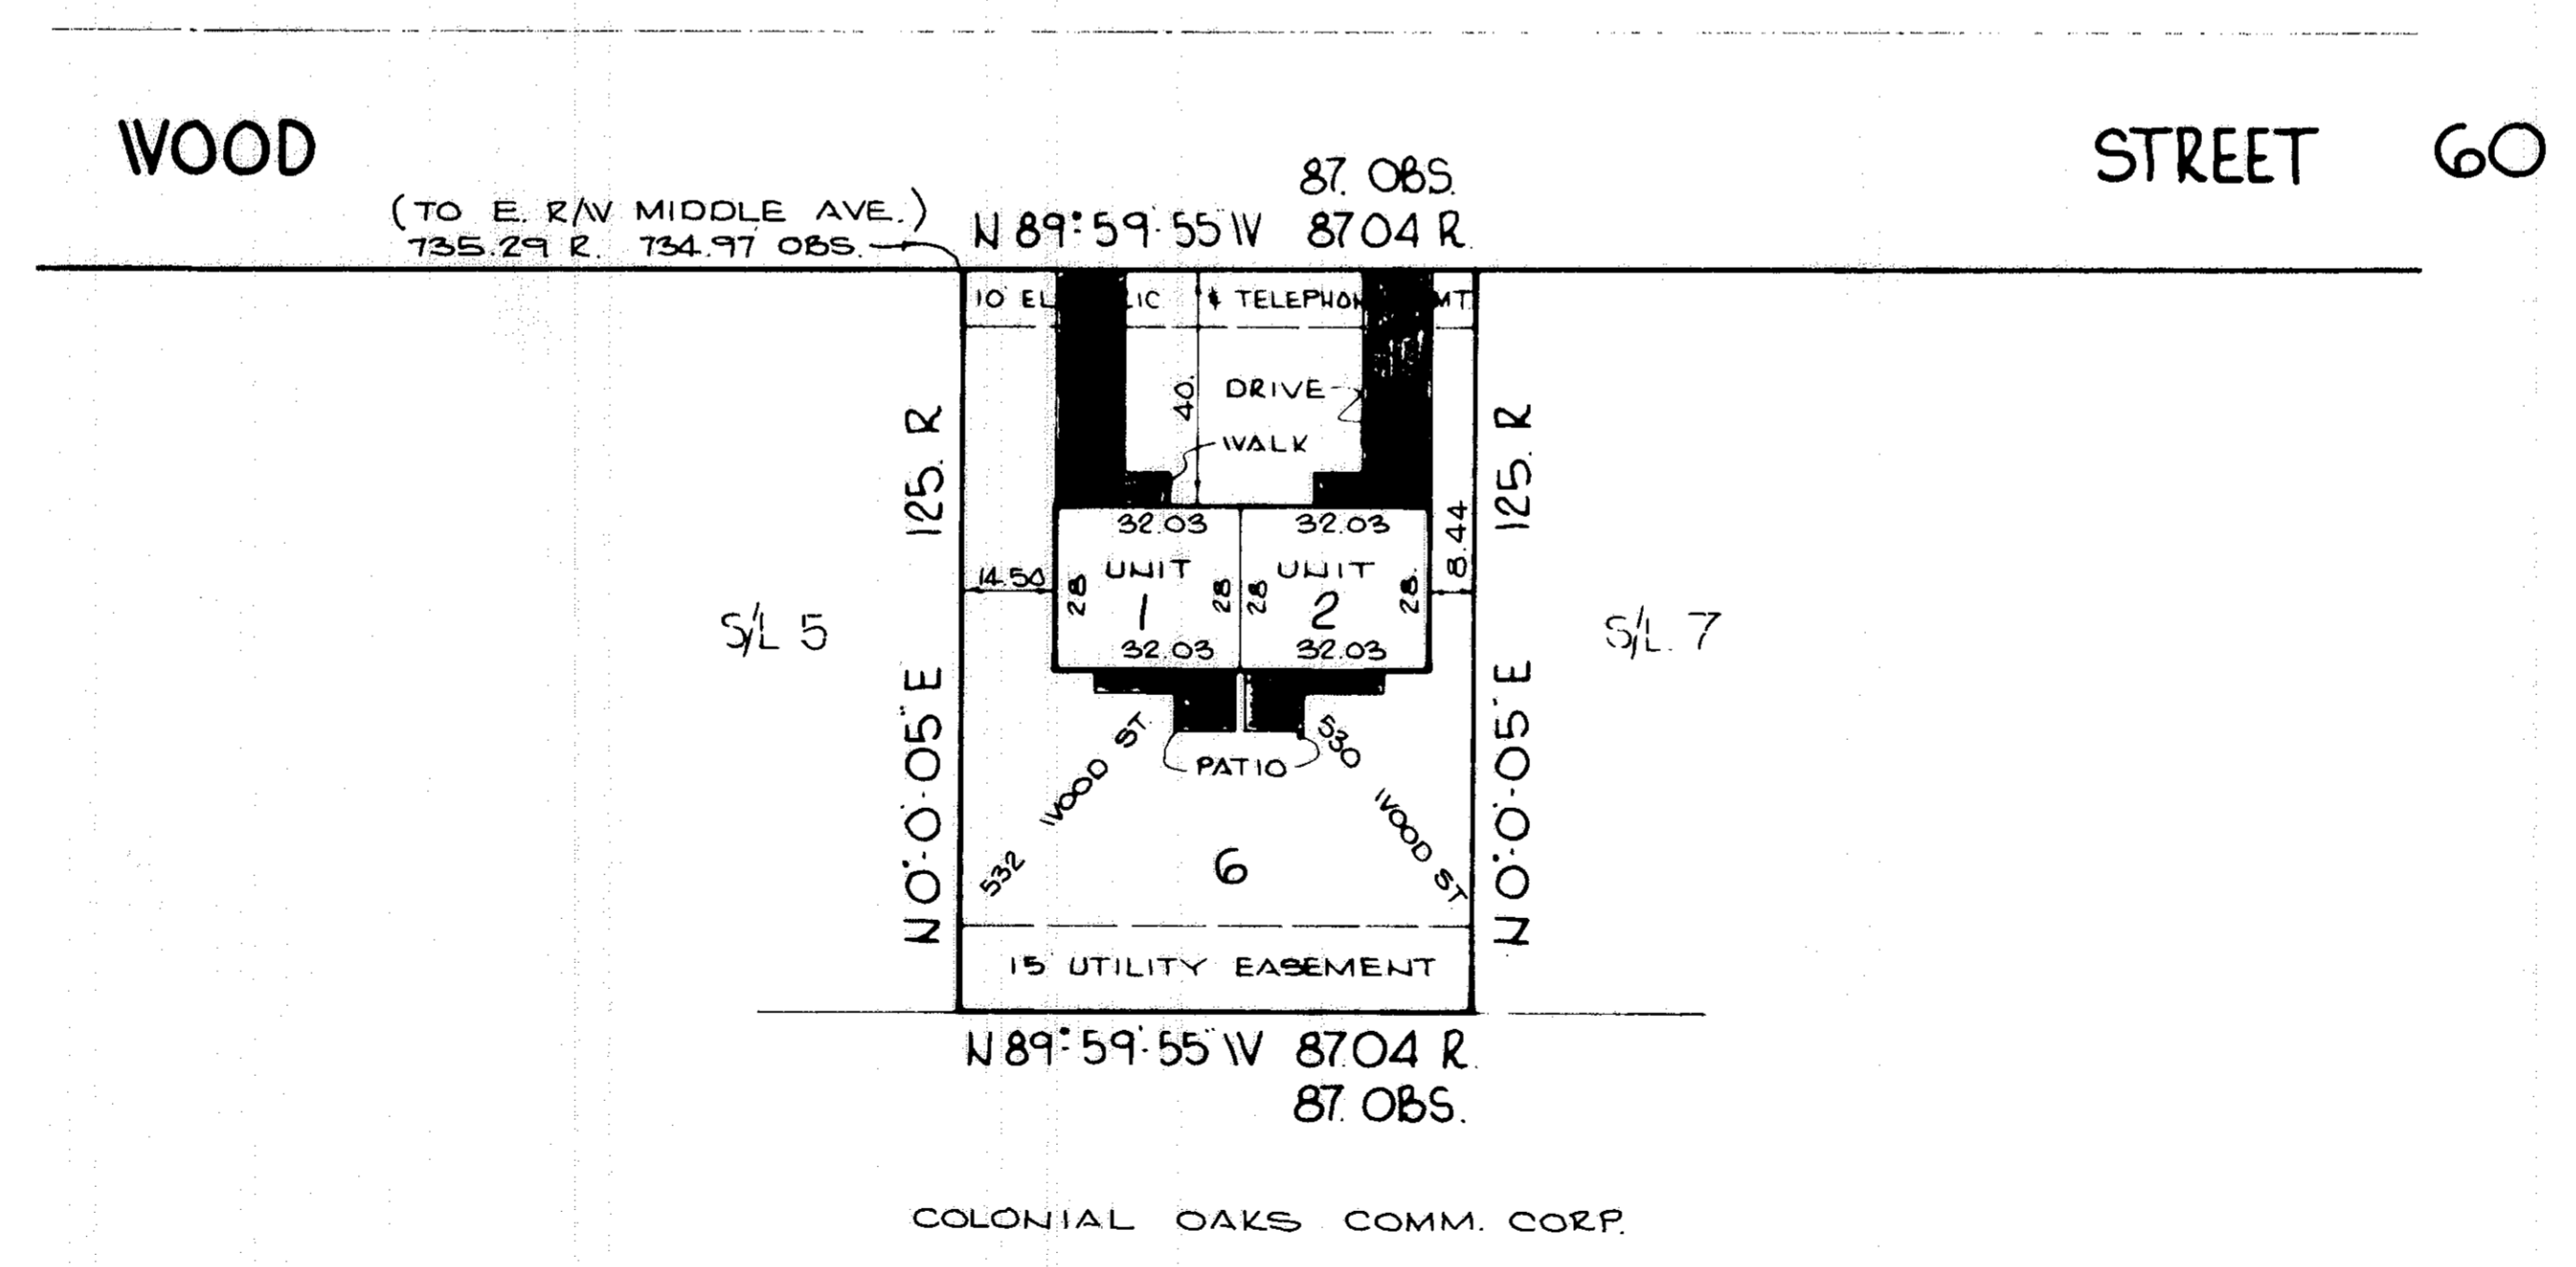 WOOD STREET 60
87. OBS.
(TO E. R/W MIDDLE AVE.)
735.29 R. 734.97 OBS.
N 89° 59' 55" W 87.04 R.
10' EL LIC & TELEPHON MT
125. R
N 0° 0' 05" E
125. R
N 0° 0' 05" E
40.
DRIVE
WALK
32.03 32.03
UNIT 1
UNIT 2
28 28 28 28.
32.03 32.03
14.50
8.44
S/L 5
S/L. 7
532 WOOD ST.
530 WOOD ST
PATIO
6
15' UTILITY EASEMENT
N 89° 59' 55" W 87.04 R.
87. OBS.
COLONIAL OAKS COMM. CORP.